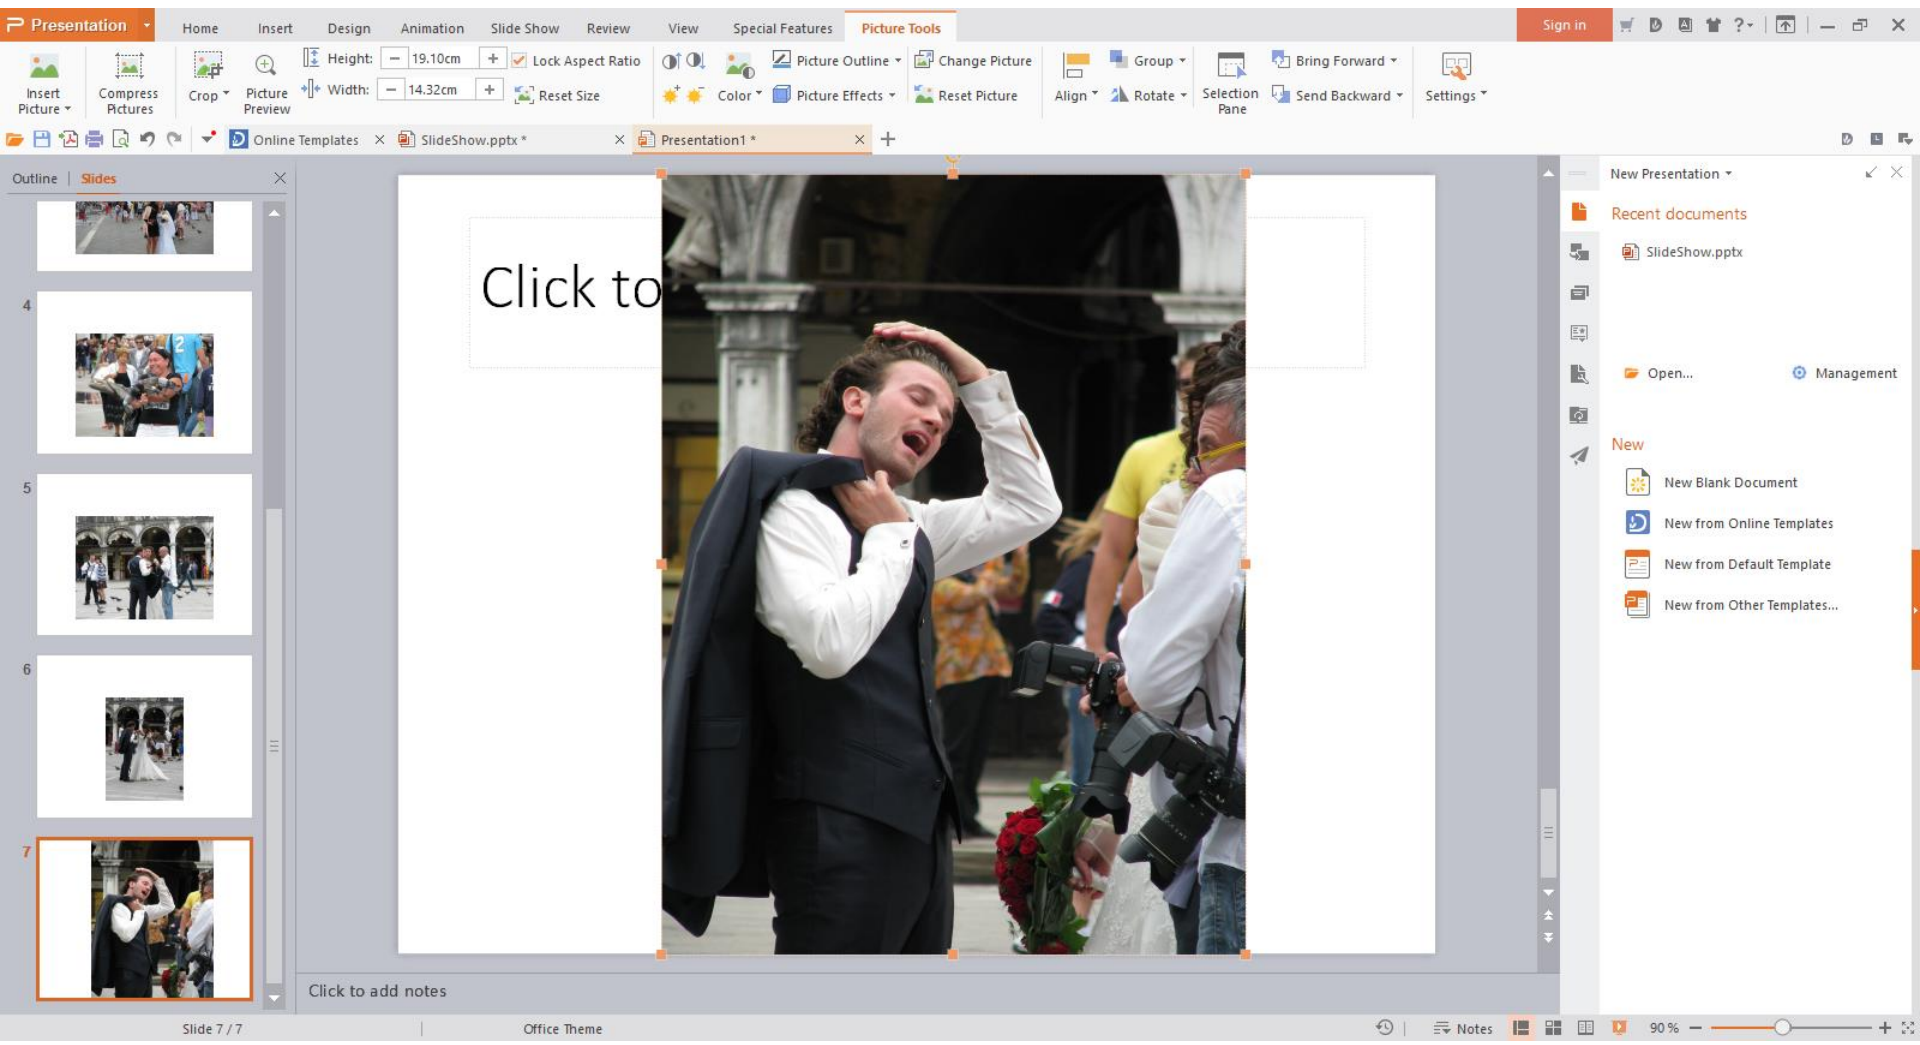 Presentation
Home Insert Design Animation Slide Show Review View Special Features Picture Tools Sign in
Height: 19.10cm Lock Aspect Ratio Picture Outline Change Picture Group Bring Forward
Insert Picture Compress Pictures Crop Picture Preview Width: 14.32cm Reset Size Color Picture Effects Reset Picture Align Rotate Selection Pane Send Backward Settings
Online Templates SlideShow.pptx * Presentation1 *
Outline Slides
4
5
6
7
Click to
New Presentation
Recent documents
SlideShow.pptx
Open... Management
New
New Blank Document
New from Online Templates
New from Default Template
New from Other Templates...
Click to add notes
Slide 7 / 7 Office Theme Notes 90 %